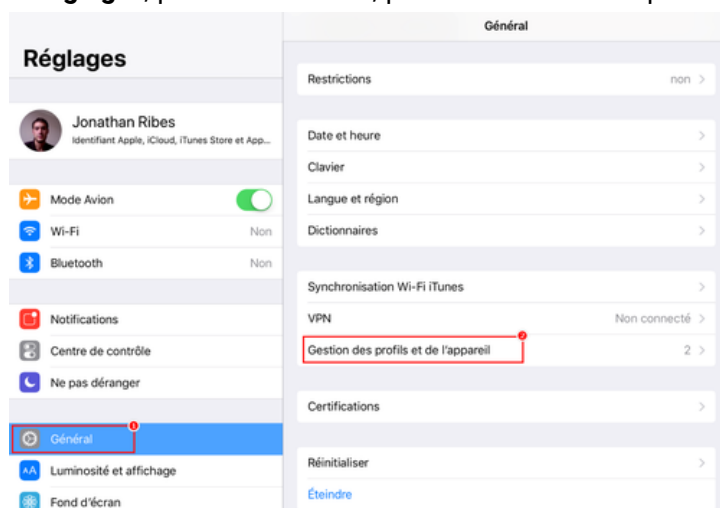 Général
Réglages
Restrictions non
Jonathan Ribes
Identifiant Apple, iCloud, iTunes Store et App...
Date et heure
Clavier
Mode Avion
Langue et région
Wi-Fi Non
Dictionnaires
Bluetooth Non
Synchronisation Wi-Fi iTunes
Notifications
VPN Non connecté
2
Centre de contrôle
Gestion des profils et de l'appareil 2
Ne pas déranger
Certifications
1
Général
Luminosité et affichage
AA
Réinitialiser
Fond d'écran
Éteindre